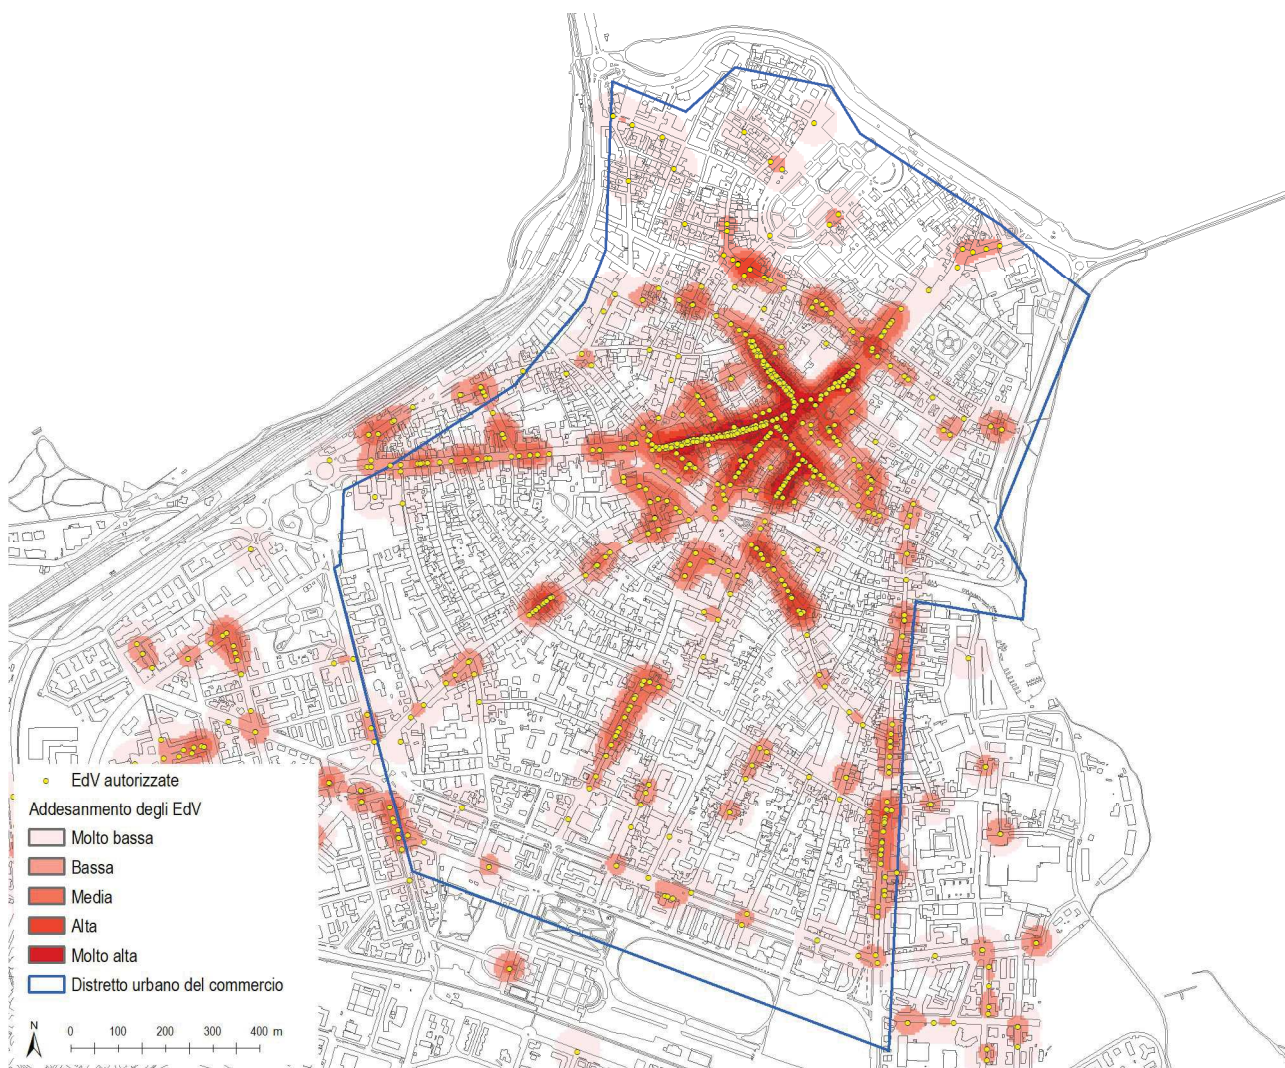 EdV autorizzate
Addesanmento degli EdV
Molto bassa
Bassa
Media
Alta
Molto alta
Distretto urbano del commercio
N
0 100 200 300 400 m